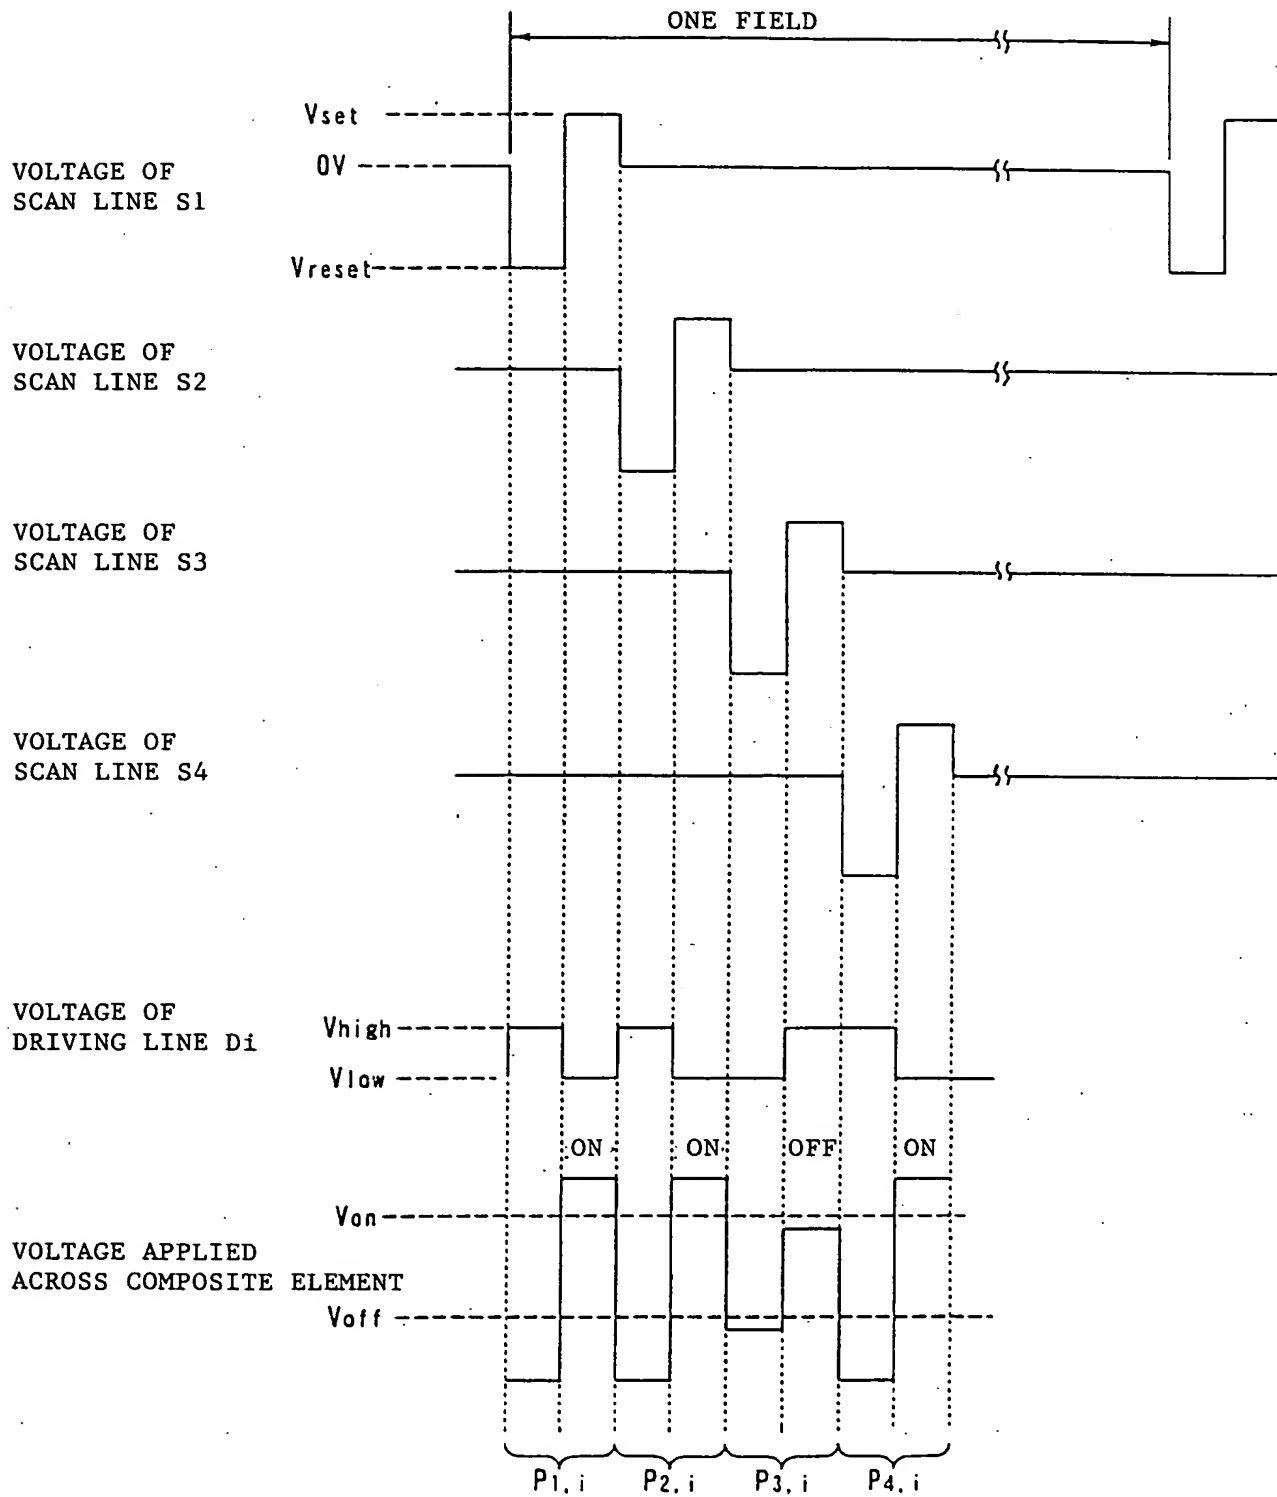 ONE FIELD
Vset
0V
VOLTAGE OF
SCAN LINE S1
Vreset
VOLTAGE OF
SCAN LINE S2
VOLTAGE OF
SCAN LINE S3
VOLTAGE OF
SCAN LINE S4
VOLTAGE OF
DRIVING LINE Di
Vhigh
Vlow
ON ON OFF ON
Von
VOLTAGE APPLIED
ACROSS COMPOSITE ELEMENT
Voff
P1,i P2,i P3,i P4,i